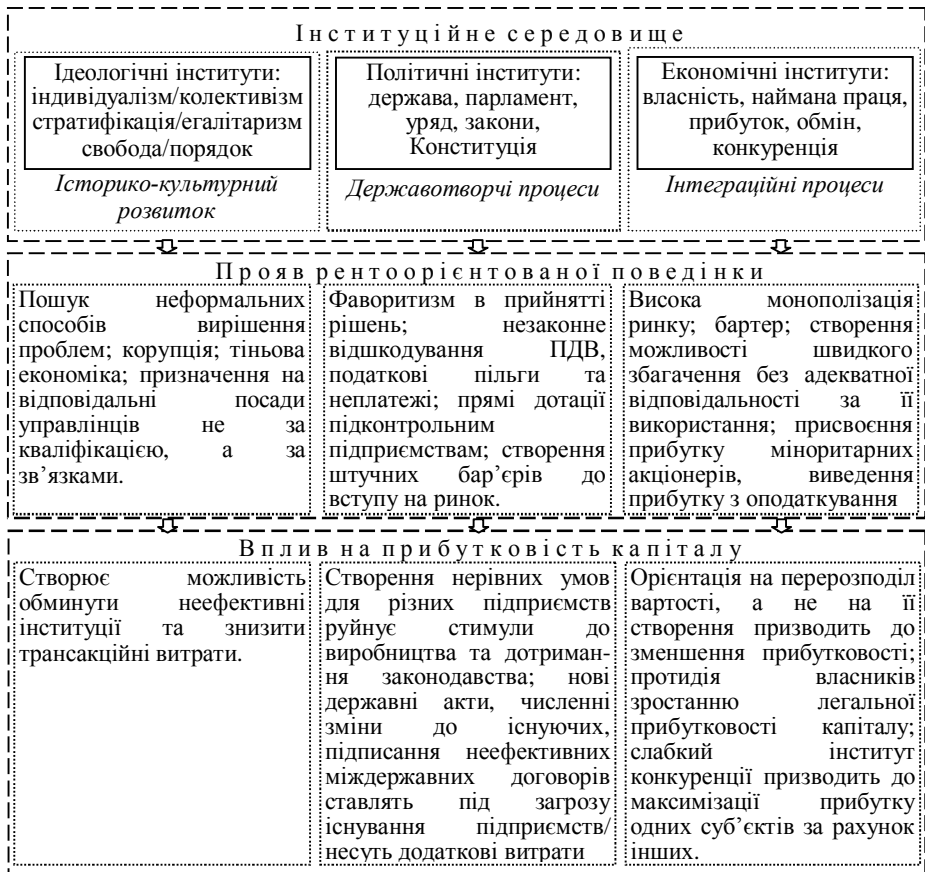 Інституційне середовище
Ідеологічні інститути:
індивідуалізм/колективізм
стратифікація/егалітаризм
свобода/порядок
Історико-культурний
розвиток
Політичні інститути:
держава, парламент,
уряд, закони,
Конституція
Державотворчі процеси
Економічні інститути:
власність, наймана праця,
прибуток, обмін,
конкуренція
Інтеграційні процеси
Прояв рентоорієнтованої поведінки
Пошук неформальних
способів вирішення
проблем; корупція; тіньова
економіка; призначення на
відповідальні посади
управлінців не за
кваліфікацією, а за
зв’язками.
Фаворитизм в прийнятті
рішень; незаконне
відшкодування ПДВ,
податкові пільги та
неплатежі; прямі дотації
підконтрольним
підприємствам; створення
штучних бар’єрів до
вступу на ринок.
Висока монополізація
ринку; бартер; створення
можливості швидкого
збагачення без адекватної
відповідальності за її
використання; присвоєння
прибутку міноритарних
акціонерів, виведення
прибутку з оподаткування
Вплив на прибутковість капіталу
Створює можливість
обминути неефективні
інституції та знизити
трансакційні витрати.
Створення нерівних умов
для різних підприємств
руйнує стимули до
виробництва та дотриман-
ня законодавства; нові
державні акти, численні
зміни до існуючих,
підписання неефективних
міждержавних договорів
ставлять під загрозу
існування підприємств/
несуть додаткові витрати
Орієнтація на перерозподіл
вартості, а не на її
створення призводить до
зменшення прибутковості;
протидія власників
зростанню легальної
прибутковості капіталу;
слабкий інститут
конкуренції призводить до
максимізації прибутку
одних суб’єктів за рахунок
інших.